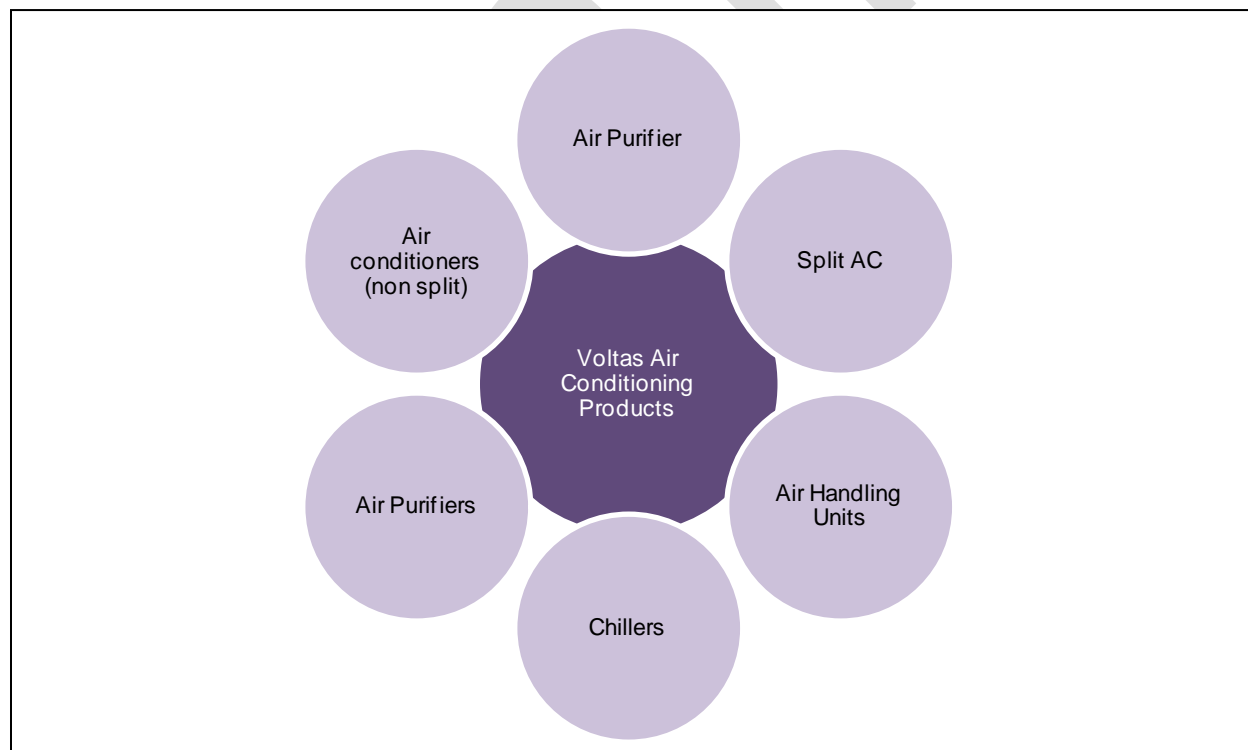 Air Purifier
Air
conditioners
(non split)
Split AC
Voltas Air
Conditioning
Products
Air Purifiers
Air Handling
Units
Chillers